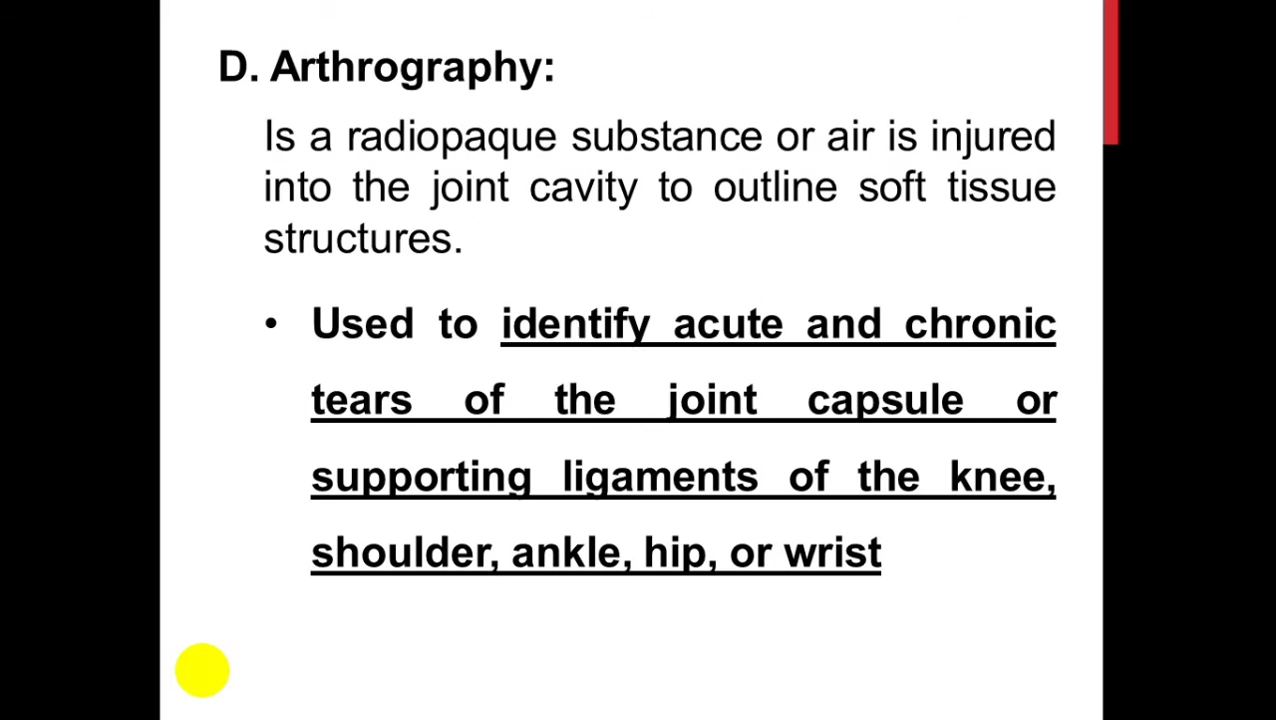 D. Arthrography:
Is a radiopaque substance or air is injured
into the joint cavity to outline soft tissue
structures.
• Used to identify acute and chronic
tears of the joint capsule or
supporting ligaments of the knee,
shoulder, ankle, hip, or wrist